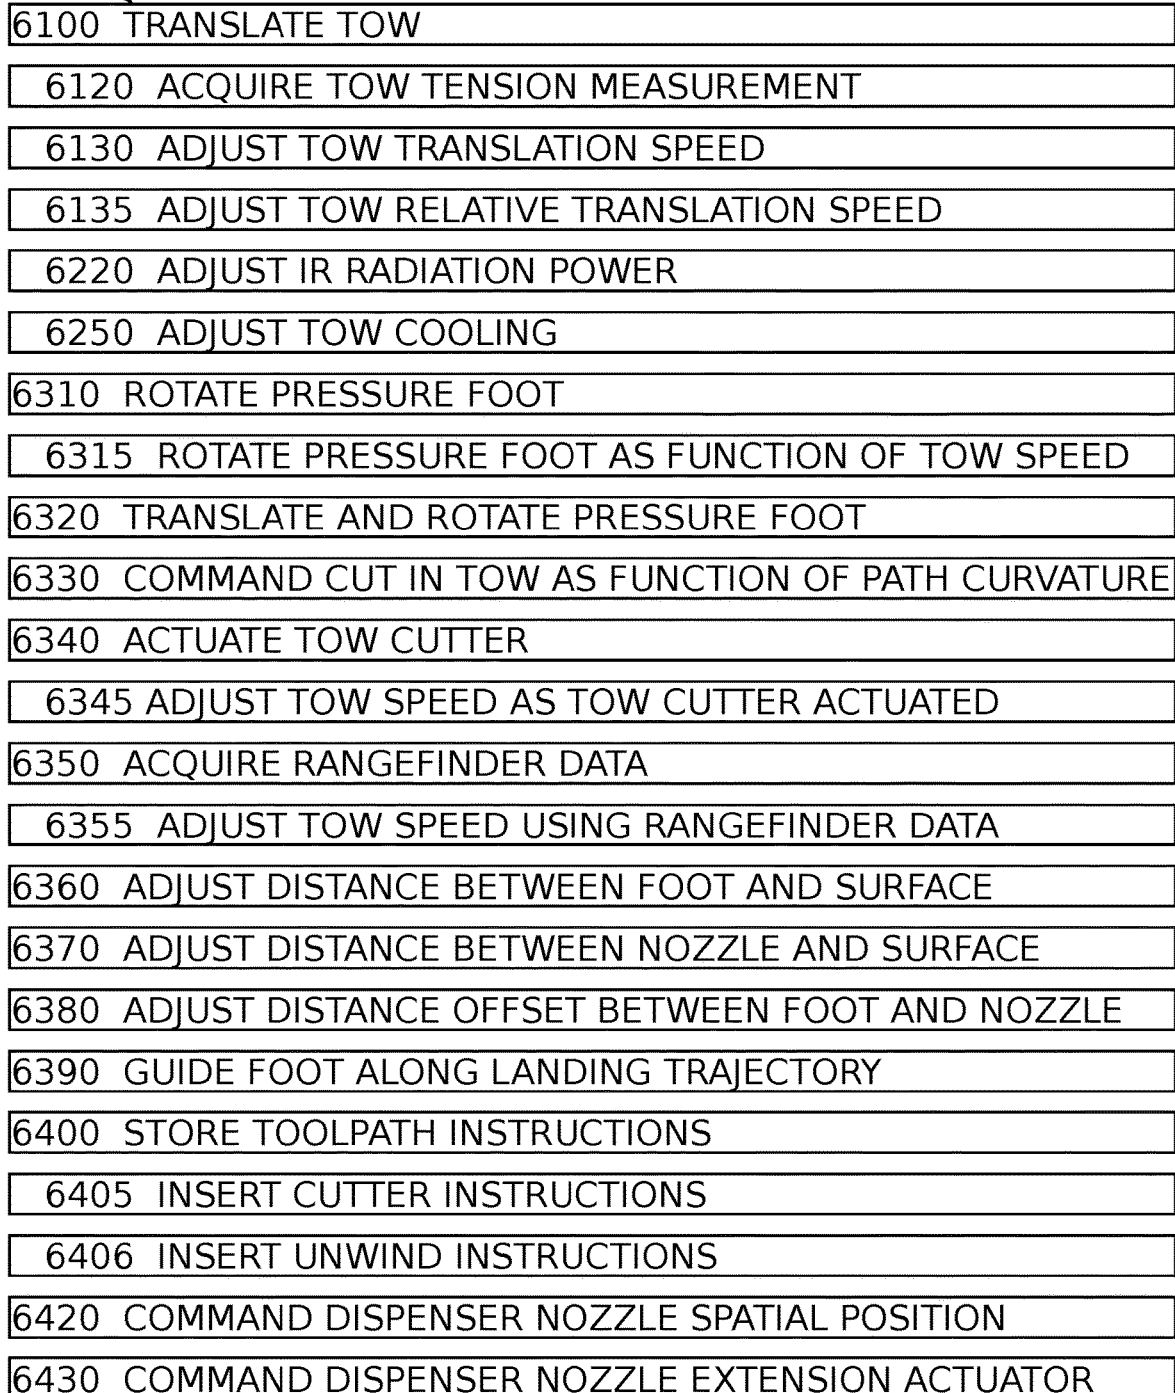 6100 TRANSLATE TOW
6120 ACQUIRE TOW TENSION MEASUREMENT
6130 ADJUST TOW TRANSLATION SPEED
6135 ADJUST TOW RELATIVE TRANSLATION SPEED
6220 ADJUST IR RADIATION POWER
6250 ADJUST TOW COOLING
6310 ROTATE PRESSURE FOOT
6315 ROTATE PRESSURE FOOT AS FUNCTION OF TOW SPEED
6320 TRANSLATE AND ROTATE PRESSURE FOOT
6330 COMMAND CUT IN TOW AS FUNCTION OF PATH CURVATURE
6340 ACTUATE TOW CUTTER
6345 ADJUST TOW SPEED AS TOW CUTTER ACTUATED
6350 ACQUIRE RANGEFINDER DATA
6355 ADJUST TOW SPEED USING RANGEFINDER DATA
6360 ADJUST DISTANCE BETWEEN FOOT AND SURFACE
6370 ADJUST DISTANCE BETWEEN NOZZLE AND SURFACE
6380 ADJUST DISTANCE OFFSET BETWEEN FOOT AND NOZZLE
6390 GUIDE FOOT ALONG LANDING TRAJECTORY
6400 STORE TOOLPATH INSTRUCTIONS
6405 INSERT CUTTER INSTRUCTIONS
6406 INSERT UNWIND INSTRUCTIONS
6420 COMMAND DISPENSER NOZZLE SPATIAL POSITION
6430 COMMAND DISPENSER NOZZLE EXTENSION ACTUATOR